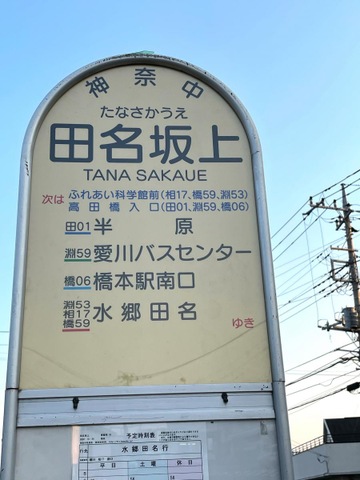 神奈中
たなさかうえ
田名坂上
TANA SAKAUE
次は ふれあい科学館前(相17、橋59、淵53)
高田橋入口(田01、淵59、橋06)
田01 半原
淵59 愛川バスセンター
橋06 橋本駅南口
淵53
相17
橋59 水郷田名
ゆき
予定時刻表
行先 水郷田名行
平日 土曜 休日